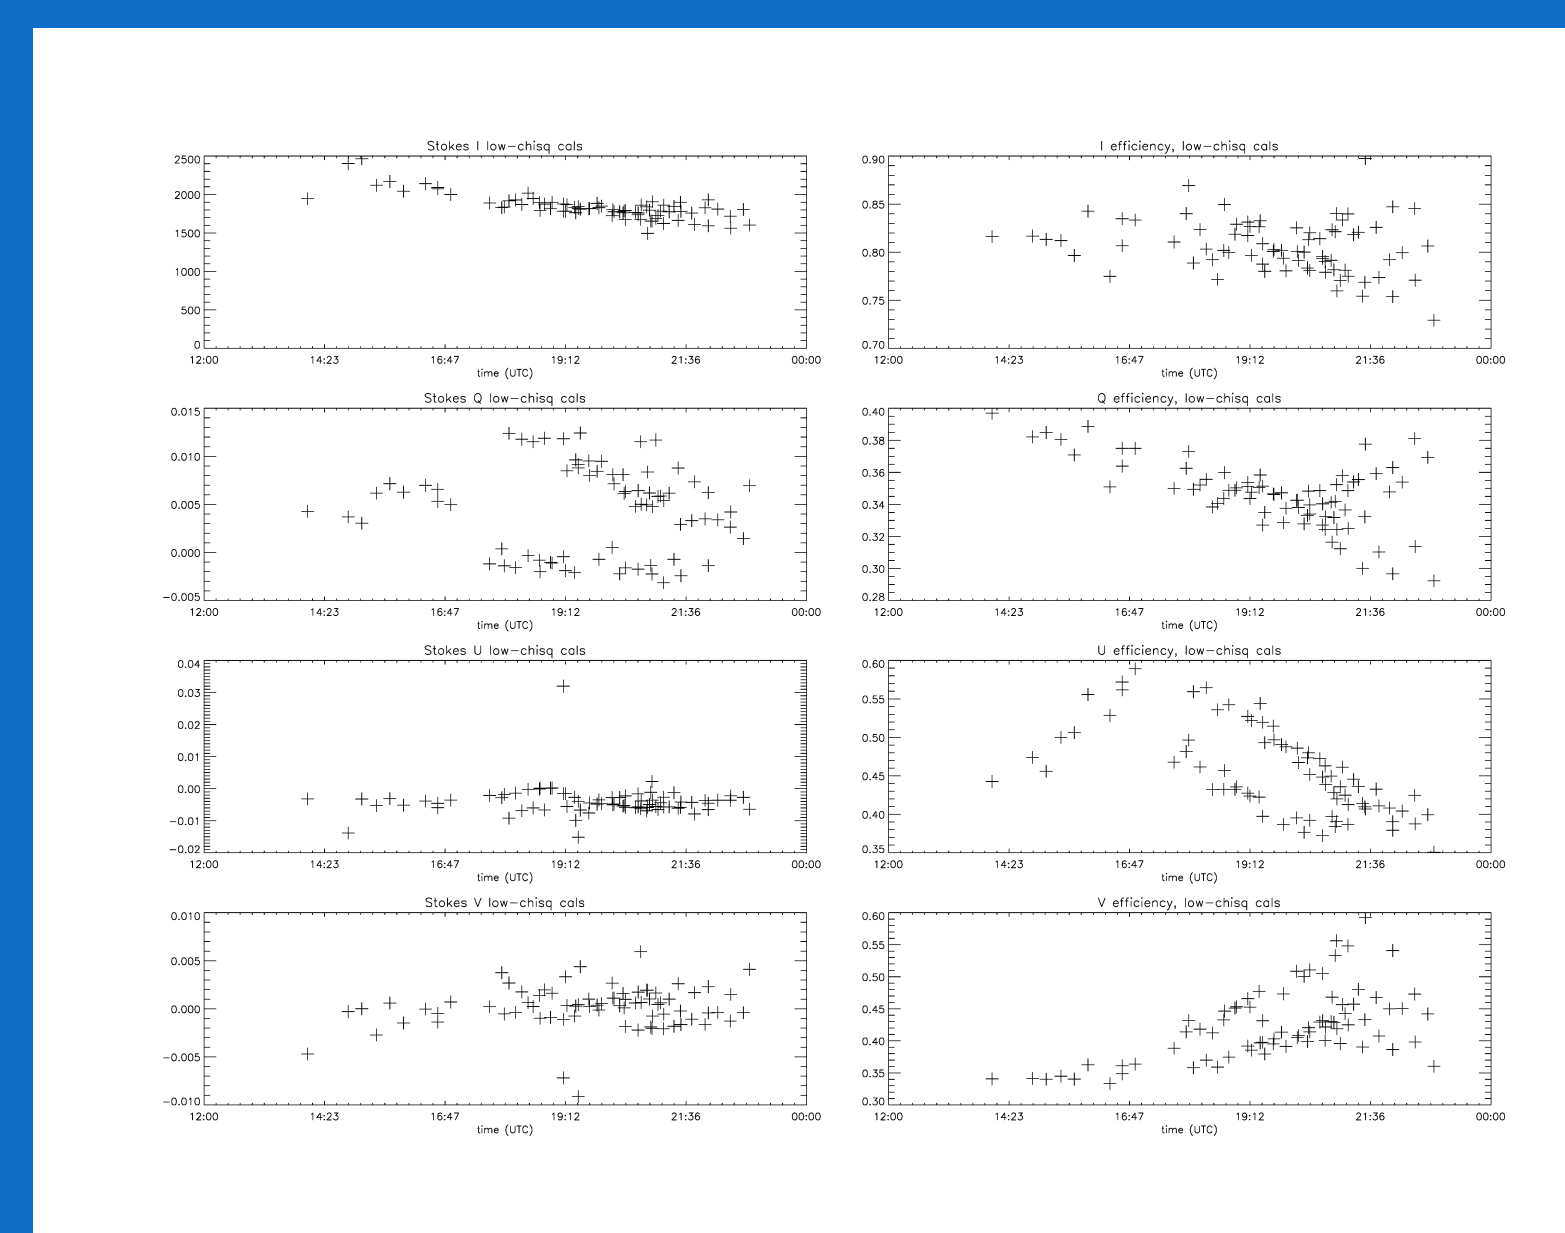 Stokes I low-chisq cals
2500
2000
1500
1000
500
0
12:00 14:23 16:47 19:12 21:36 00:00
time (UTC)
I efficiency, low-chisq cals
0.90
0.85
0.80
0.75
0.70
12:00 14:23 16:47 19:12 21:36 00:00
time (UTC)
Stokes Q low-chisq cals
0.015
0.010
0.005
0.000
-0.005
12:00 14:23 16:47 19:12 21:36 00:00
time (UTC)
Q efficiency, low-chisq cals
0.40
0.38
0.36
0.34
0.32
0.30
0.28
12:00 14:23 16:47 19:12 21:36 00:00
time (UTC)
Stokes U low-chisq cals
0.04
0.03
0.02
0.01
0.00
-0.01
-0.02
12:00 14:23 16:47 19:12 21:36 00:00
time (UTC)
U efficiency, low-chisq cals
0.60
0.55
0.50
0.45
0.40
0.35
12:00 14:23 16:47 19:12 21:36 00:00
time (UTC)
Stokes V low-chisq cals
0.010
0.005
0.000
-0.005
-0.010
12:00 14:23 16:47 19:12 21:36 00:00
time (UTC)
V efficiency, low-chisq cals
0.60
0.55
0.50
0.45
0.40
0.35
0.30
12:00 14:23 16:47 19:12 21:36 00:00
time (UTC)